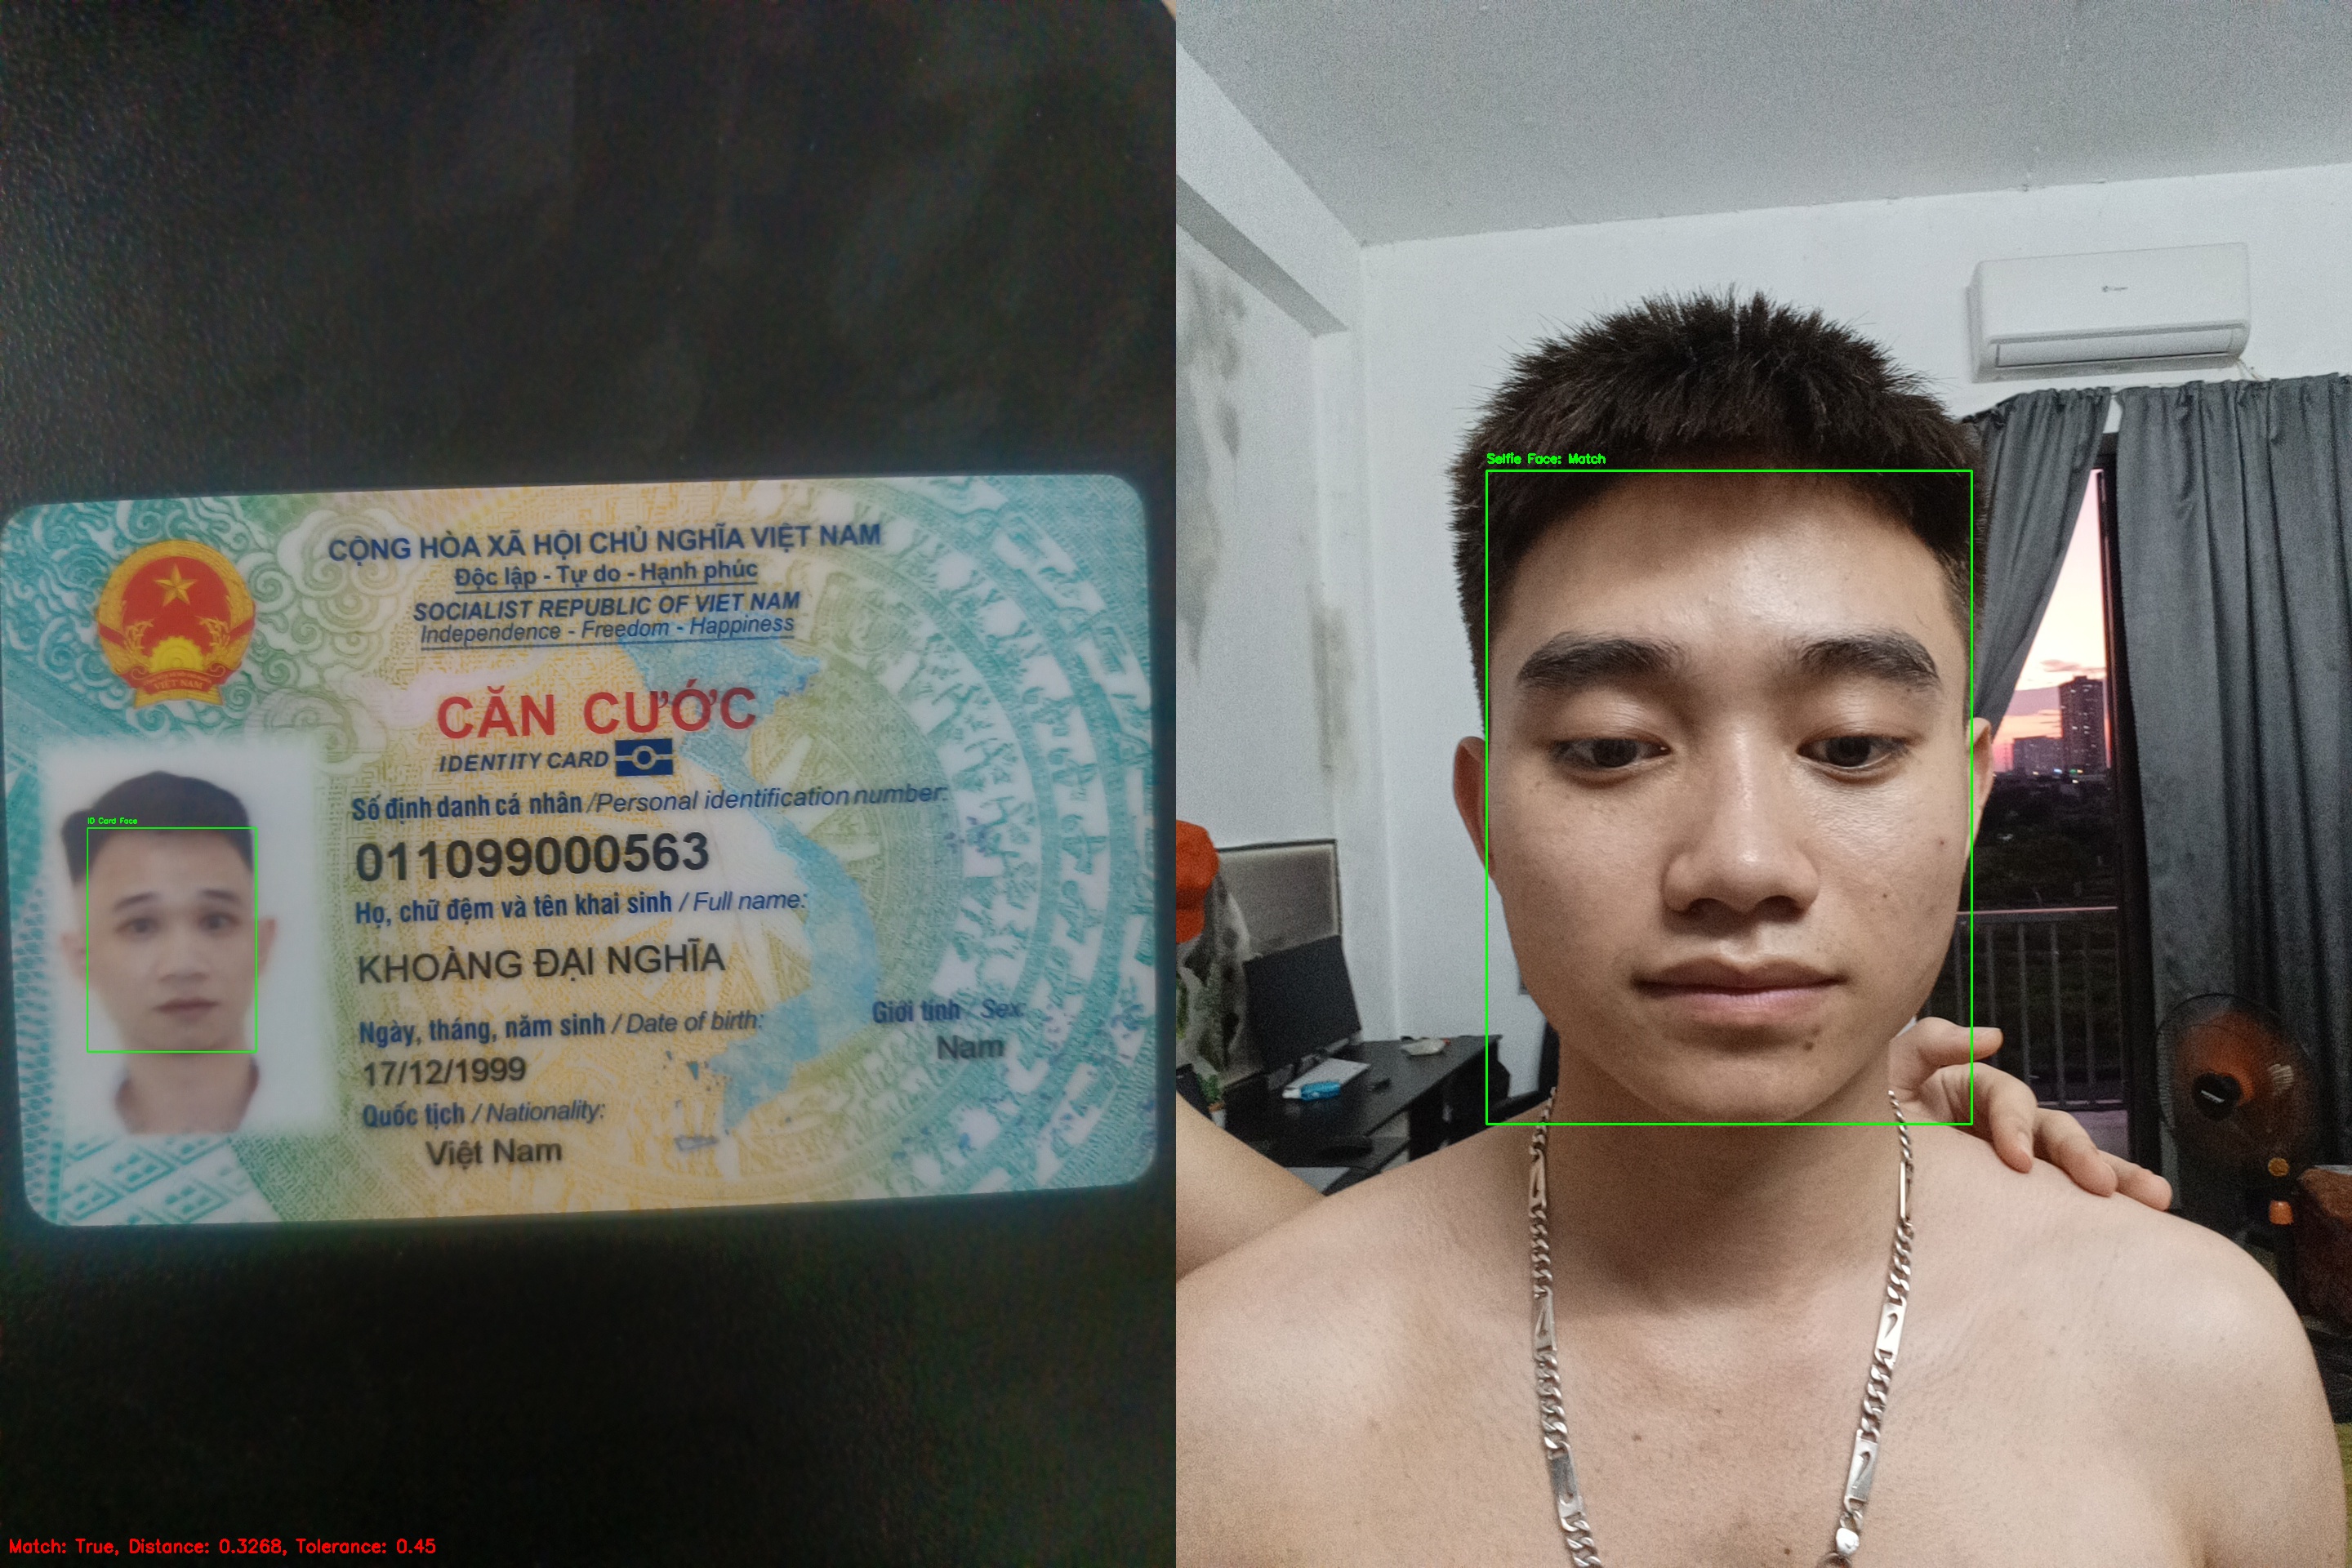 CỘNG HÒA XÃ HỘI CHỦ NGHĨA VIỆT NAM
Độc lập - Tự do - Hạnh phúc
SOCIALIST REPUBLIC OF VIET NAM
Independence - Freedom - Happiness
VIỆT NAM
CĂN CƯỚC
IDENTITY CARD
Số định danh cá nhân / Personal identification number:
011099000563
Họ, chữ đệm và tên khai sinh / Full name:
KHOÀNG ĐẠI NGHĨA
Ngày, tháng, năm sinh / Date of birth:
17/12/1999
Giới tính / Sex:
Nam
Quốc tịch / Nationality:
Việt Nam
ID Card Face
Match: True, Distance: 0.3268, Tolerance: 0.45
Selfie Face: Match